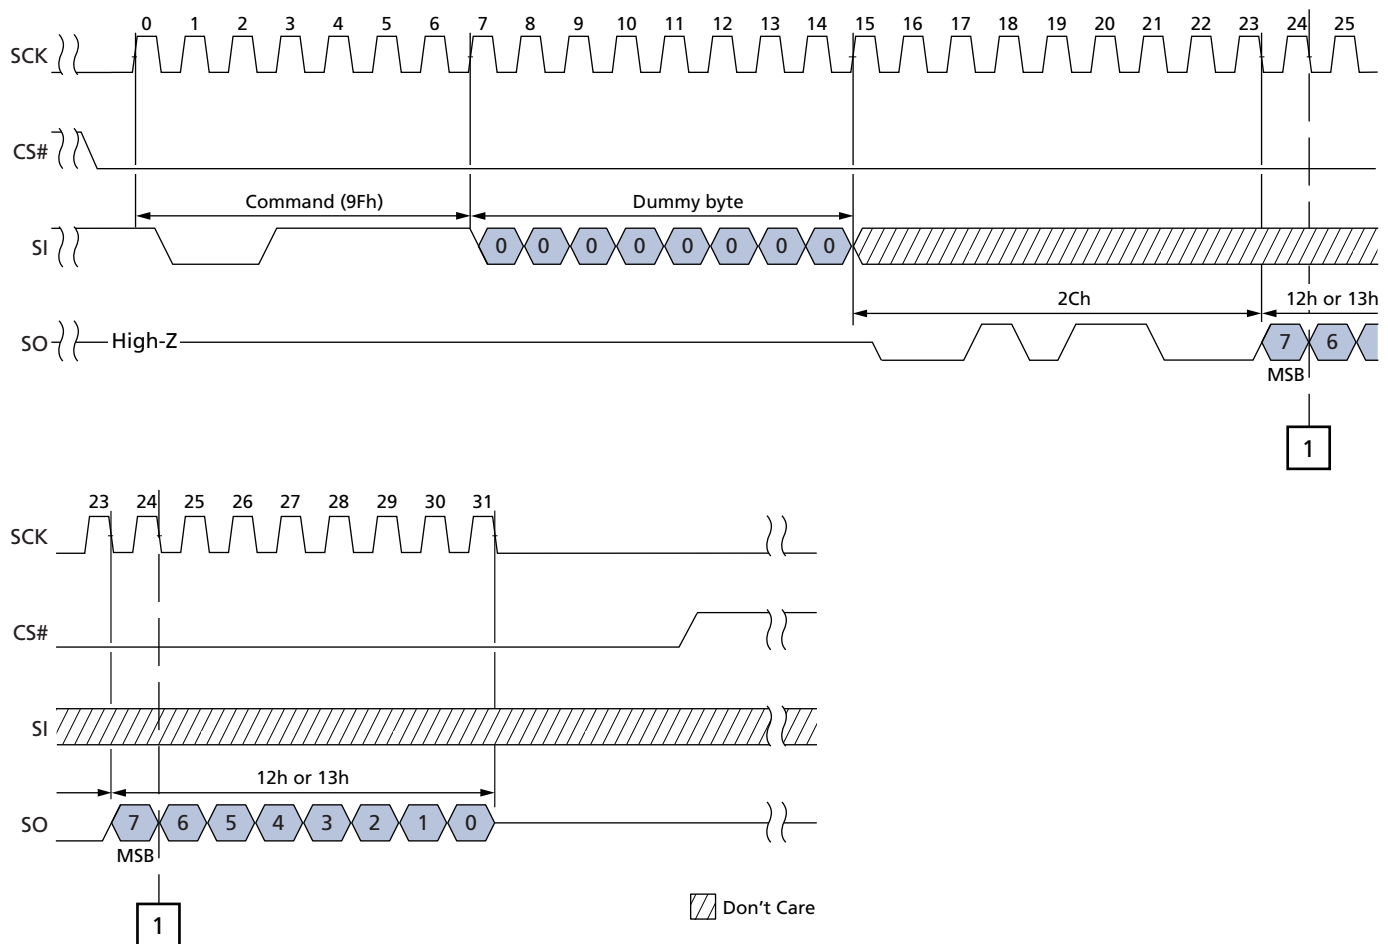 0 1 2 3 4 5 6 7 8 9 10 11 12 13 14 15 16 17 18 19 20 21 22 23 24 25
SCK
CS#
Command (9Fh) Dummy byte
SI 0 0 0 0 0 0 0 0
2Ch 12h or 13h
SO High-Z 7 6
MSB
1
23 24 25 26 27 28 29 30 31
SCK
CS#
SI
12h or 13h
SO 7 6 5 4 3 2 1 0
MSB
1
Don't Care